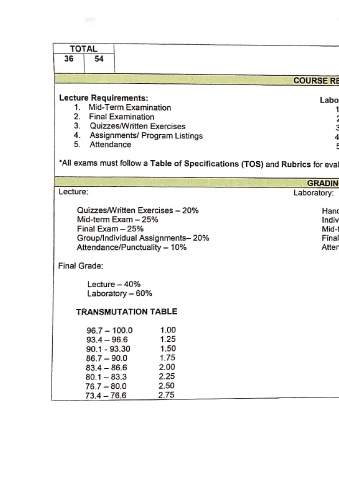 TOTAL
36 54
COURSE RE
Lecture Requirements: Labo
1. Mid-Term Examination 1
2. Final Examination 2
3. Quizzes/Written Exercises 3
4. Assignments/ Program Listings 4
5. Attendance 5
*All exams must follow a Table of Specifications (TOS) and Rubrics for eval
GRADIN
Lecture: Laboratory:
Quizzes/Written Exercises – 20% Hand
Mid-term Exam – 25% Indiv
Final Exam – 25% Mid-t
Group/Individual Assignments– 20% Final
Attendance/Punctuality – 10% Atten
Final Grade:
Lecture – 40%
Laboratory – 60%
TRANSMUTATION TABLE
96.7 – 100.0 1.00
93.4 – 96.6 1.25
90.1 - 93.30 1.50
86.7 – 90.0 1.75
83.4 – 86.6 2.00
80.1 – 83.3 2.25
76.7 – 80.0 2.50
73.4 – 76.6 2.75